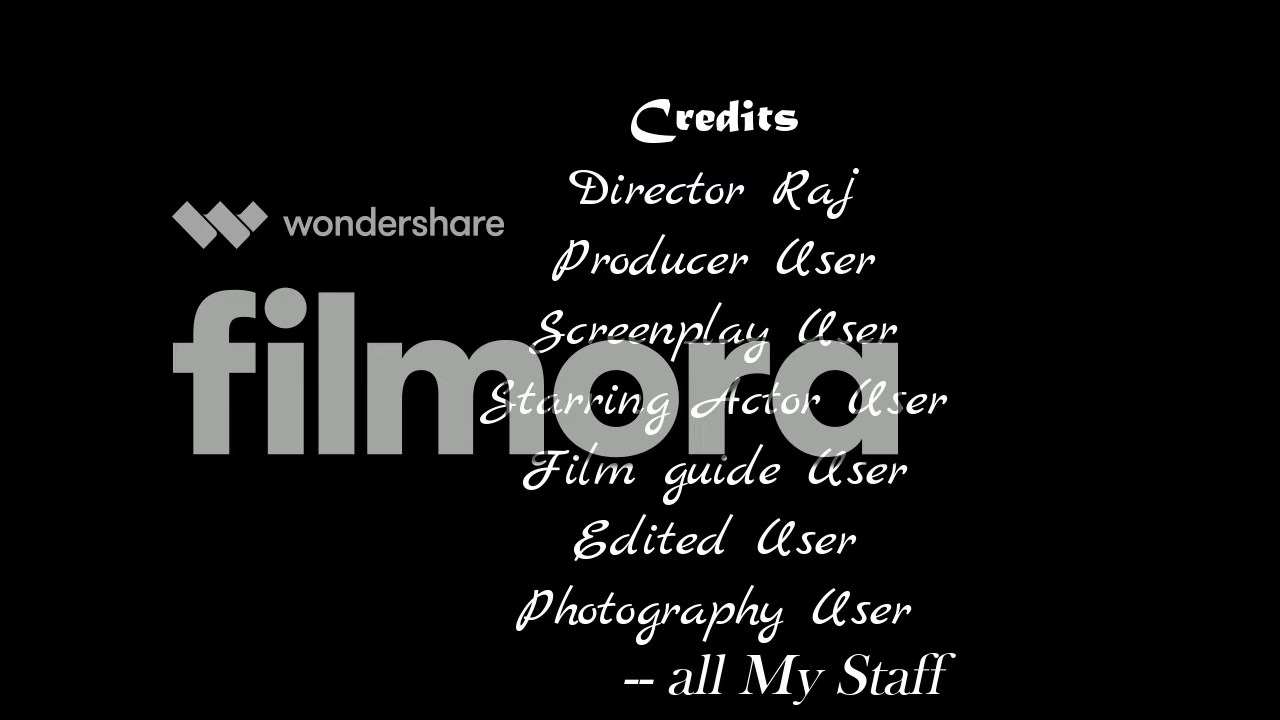 Credits
Director Raj
Producer User
Screenplay User
Starring Actor User
Film guide User
Edited User
Photography User
-- all My Staff
wondershare
filmora